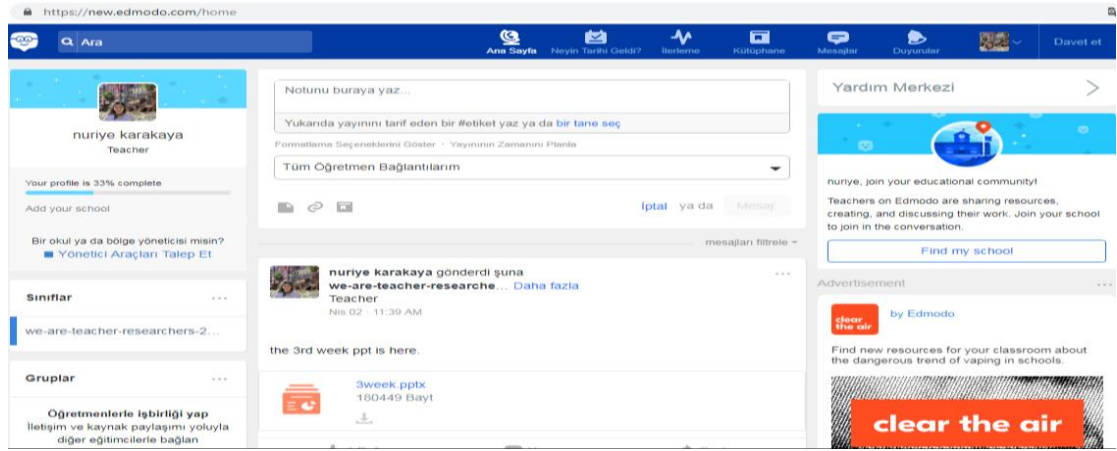 https://new.edmodo.com/home
Ara
Ana Sayfa
Neyin Tarihi Geldi?
İlerleme
Kütüphane
Mesajlar
Duyurular
Davet et
nuriye karakaya
Teacher
Your profile is 33% complete
Add your school
Bir okul ya da bölge yöneticisi misin?
Yönetici Araçları Talep Et
Sınıflar
we-are-teacher-researchers-2...
Gruplar
Öğretmenlerle işbirliği yap
İletişim ve kaynak paylaşımı yoluyla
diğer eğitimcilerle bağlan
Notunu buraya yaz...
Yukarıda yayınını tarif eden bir #etiket yaz ya da bir tane seç
Formatlama Seçeneklerini Göster · Yayınının Zamanını Planla
Tüm Öğretmen Bağlantılarım
İptal ya da Mesaj
mesajları filtrele
nuriye karakaya gönderdi şuna
we-are-teacher-researche... Daha fazla
Teacher
Nis 02 · 11:39 AM
the 3rd week ppt is here.
3week.pptx
180449 Bayt
Yardım Merkezi
nuriye, join your educational community!
Teachers on Edmodo are sharing resources,
creating, and discussing their work. Join your school
to join in the conversation.
Find my school
Advertisement
clear
the air
by Edmodo
Find new resources for your classroom about
the dangerous trend of vaping in schools.
clear the air